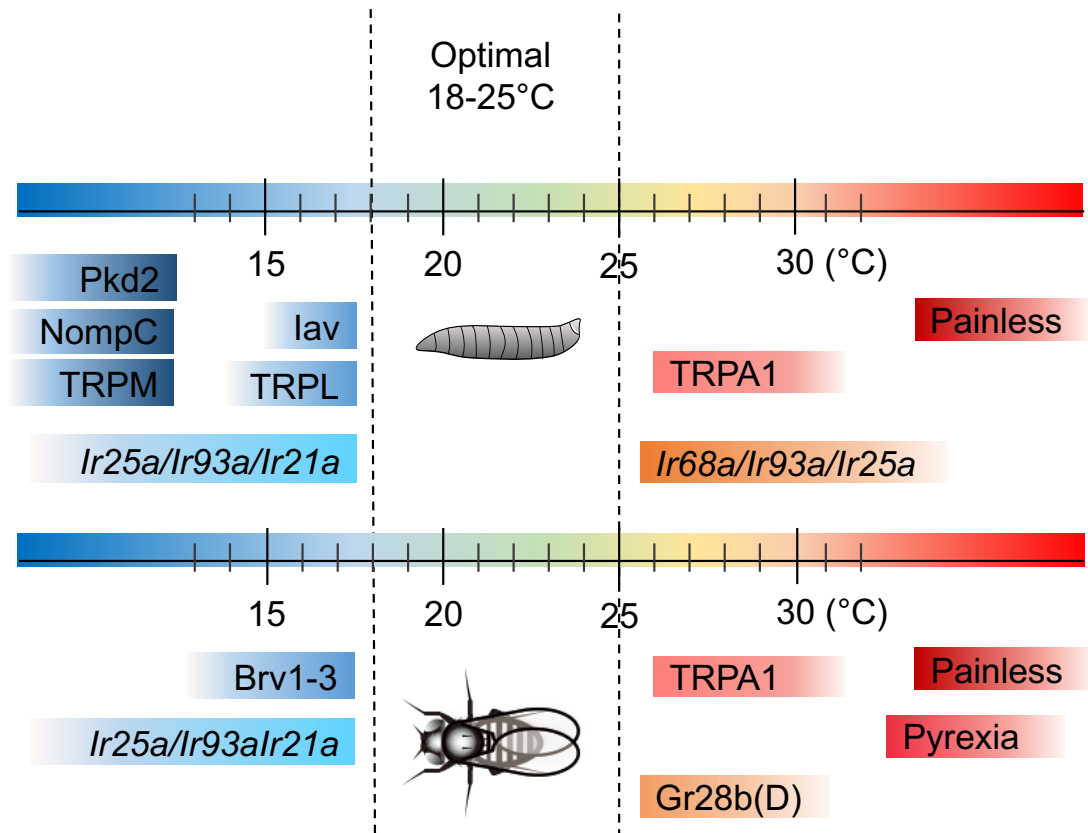 Optimal
18-25°C
15 20 25 30 (°C)
Pkd2
NompC
TRPM
Iav
TRPL
Ir25a/Ir93a/Ir21a
TRPA1
Painless
Ir68a/Ir93a/Ir25a
15 20 25 30 (°C)
Brv1-3
Ir25a/Ir93aIr21a
TRPA1
Painless
Pyrexia
Gr28b(D)